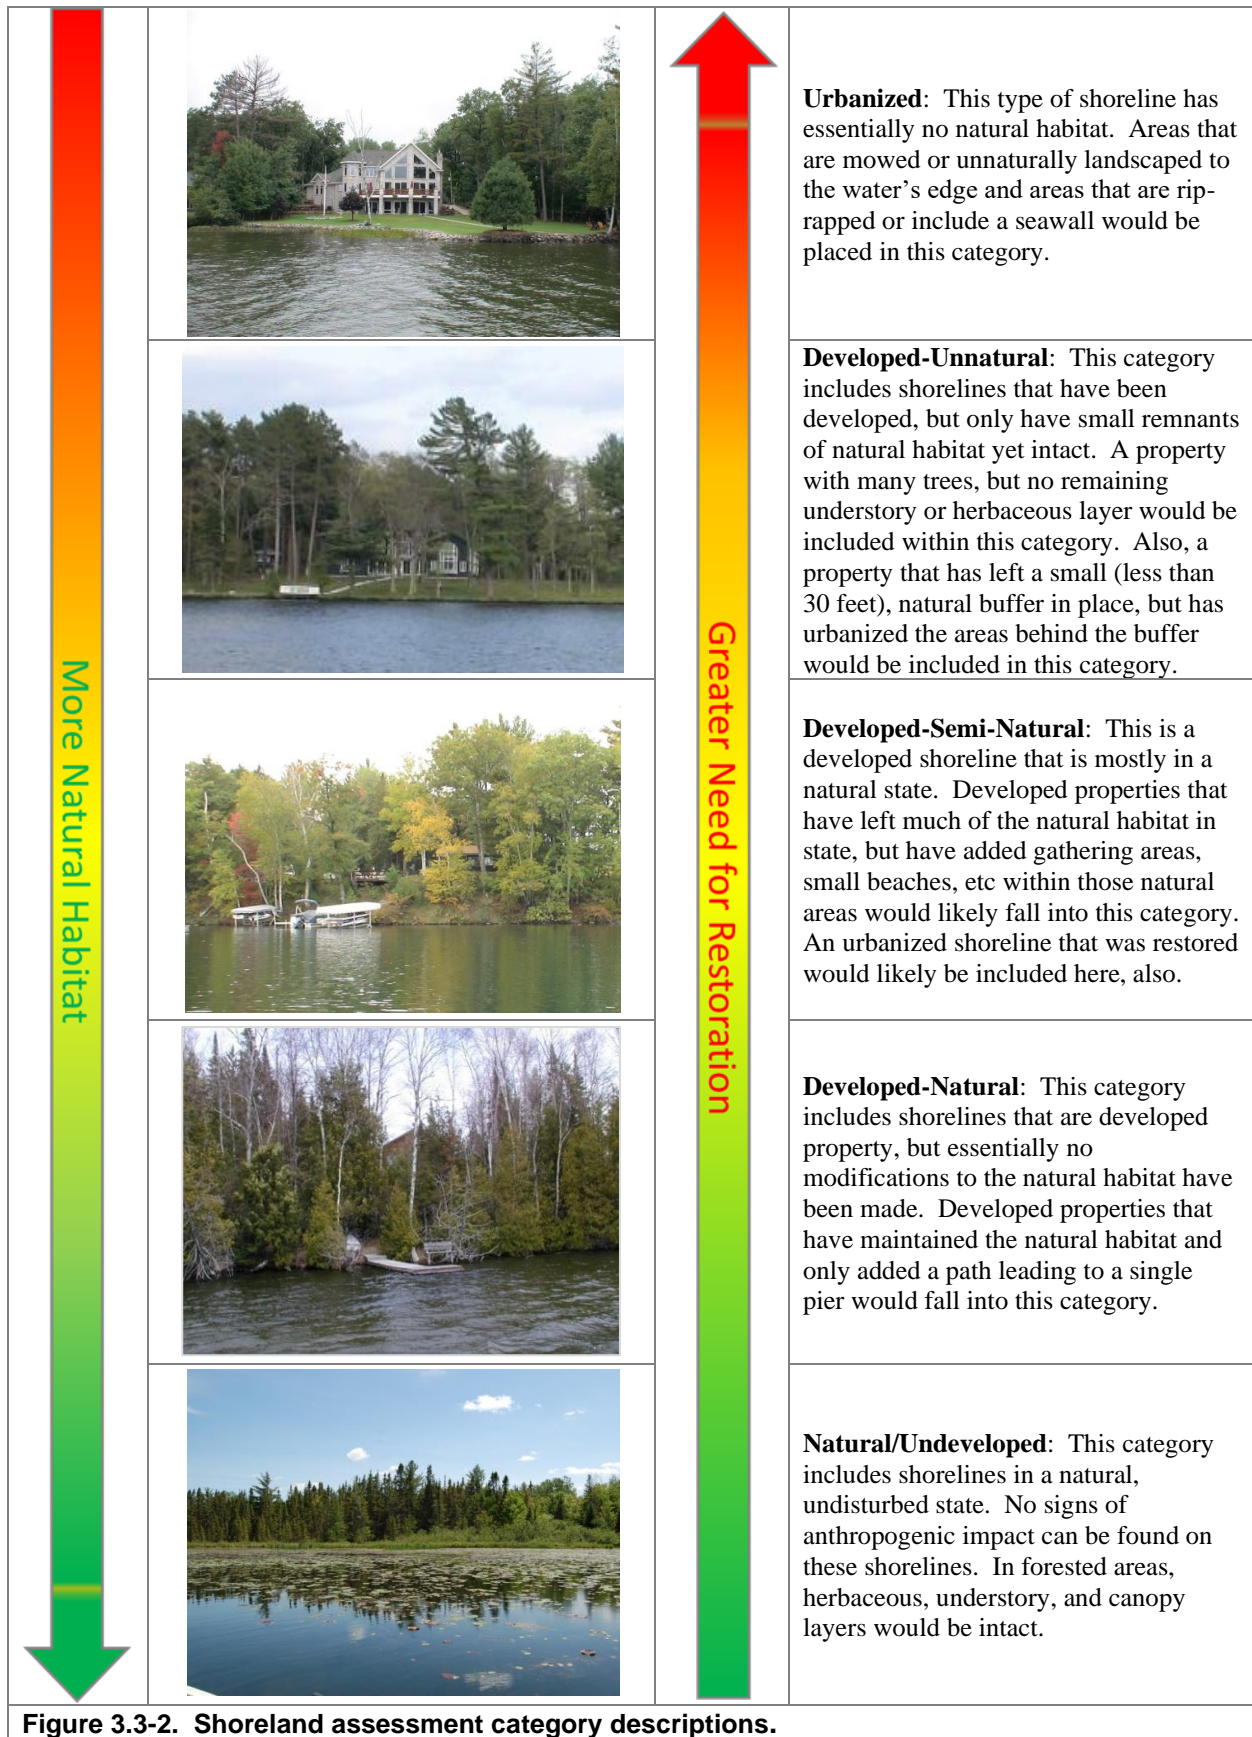 More Natural Habitat
Greater Need for Restoration
Urbanized: This type of shoreline has
essentially no natural habitat. Areas that
are mowed or unnaturally landscaped to
the water's edge and areas that are rip-
rapped or include a seawall would be
placed in this category.
Developed-Unnatural: This category
includes shorelines that have been
developed, but only have small remnants
of natural habitat yet intact. A property
with many trees, but no remaining
understory or herbaceous layer would be
included within this category. Also, a
property that has left a small (less than
30 feet), natural buffer in place, but has
urbanized the areas behind the buffer
would be included in this category.
Developed-Semi-Natural: This is a
developed shoreline that is mostly in a
natural state. Developed properties that
have left much of the natural habitat in
state, but have added gathering areas,
small beaches, etc within those natural
areas would likely fall into this category.
An urbanized shoreline that was restored
would likely be included here, also.
Developed-Natural: This category
includes shorelines that are developed
property, but essentially no
modifications to the natural habitat have
been made. Developed properties that
have maintained the natural habitat and
only added a path leading to a single
pier would fall into this category.
Natural/Undeveloped: This category
includes shorelines in a natural,
undisturbed state. No signs of
anthropogenic impact can be found on
these shorelines. In forested areas,
herbaceous, understory, and canopy
layers would be intact.
Figure 3.3-2. Shoreland assessment category descriptions.